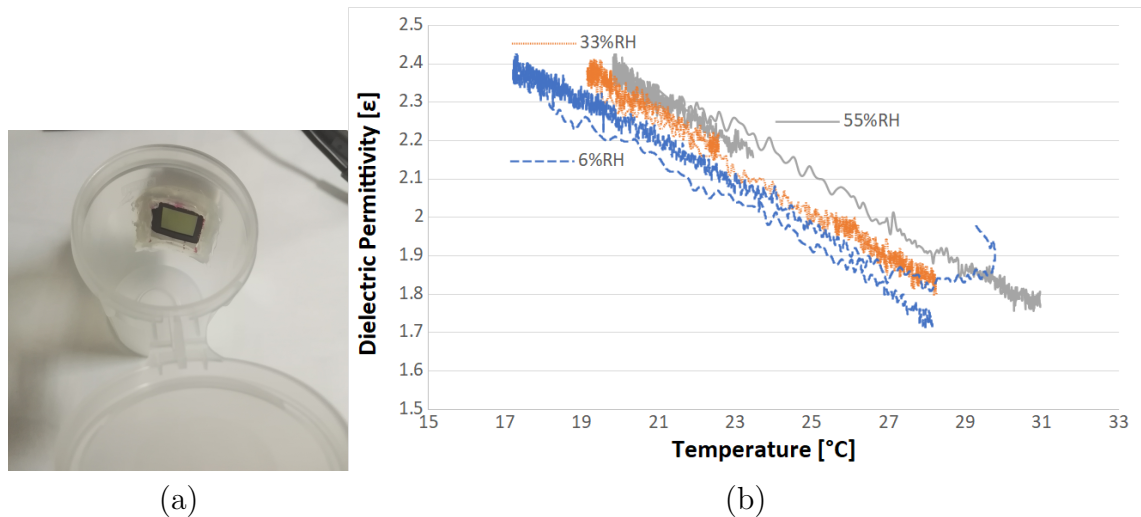 2.5
2.4
2.3
2.2
2.1
2
1.9
1.8
1.7
1.6
1.5
Dielectric Permittivity [ε]
33%RH
55%RH
6%RH
15 17 19 21 23 25 27 29 31 33
Temperature [°C]
(a) (b)